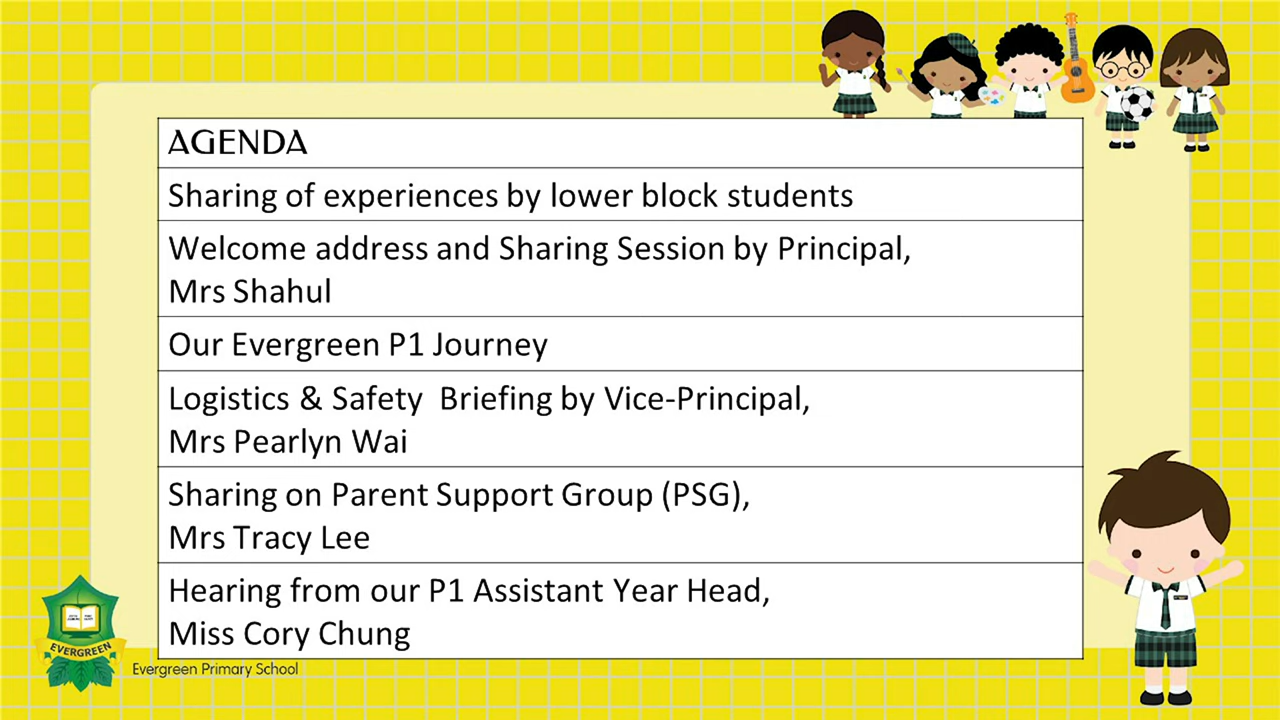 AGENDA
Sharing of experiences by lower block students
Welcome address and Sharing Session by Principal,
Mrs Shahul
Our Evergreen P1 Journey
Logistics & Safety  Briefing by Vice-Principal,
Mrs Pearlyn Wai
Sharing on Parent Support Group (PSG),
Mrs Tracy Lee
Hearing from our P1 Assistant Year Head,
Miss Cory Chung
EVERGREEN
Evergreen Primary School